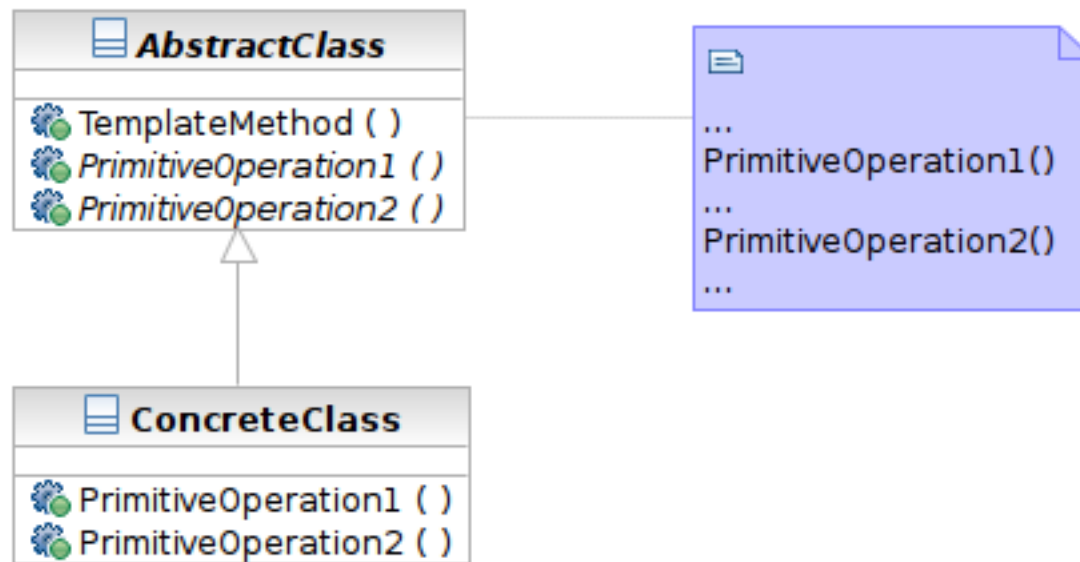 AbstractClass
TemplateMethod ( )
PrimitiveOperation1 ( )
PrimitiveOperation2 ( )
...
PrimitiveOperation1()
...
PrimitiveOperation2()
...
ConcreteClass
PrimitiveOperation1 ( )
PrimitiveOperation2 ( )